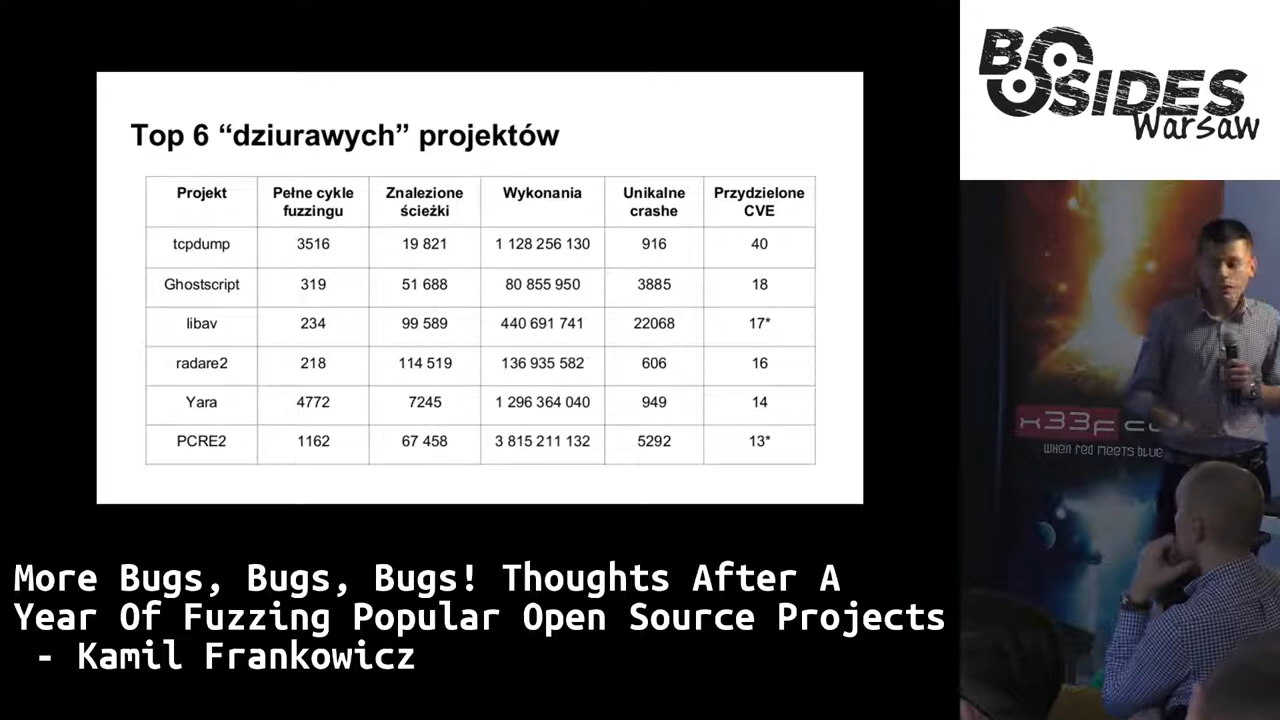 BSIDES
Warsaw
Top 6 “dziurawych” projektów
Projekt Pełne cykle fuzzingu Znalezione ścieżki Wykonania Unikalne crashe Przydzielone CVE
tcpdump 3516 19 821 1 128 256 130 916 40
Ghostscript 319 51 688 80 855 950 3885 18
libav 234 99 589 440 691 741 22068 17*
radare2 218 114 519 136 935 582 606 16
Yara 4772 7245 1 296 364 040 949 14
PCRE2 1162 67 458 3 815 211 132 5292 13*
x33f
when red meets blue
More Bugs, Bugs, Bugs! Thoughts After A
Year Of Fuzzing Popular Open Source Projects
- Kamil Frankowicz